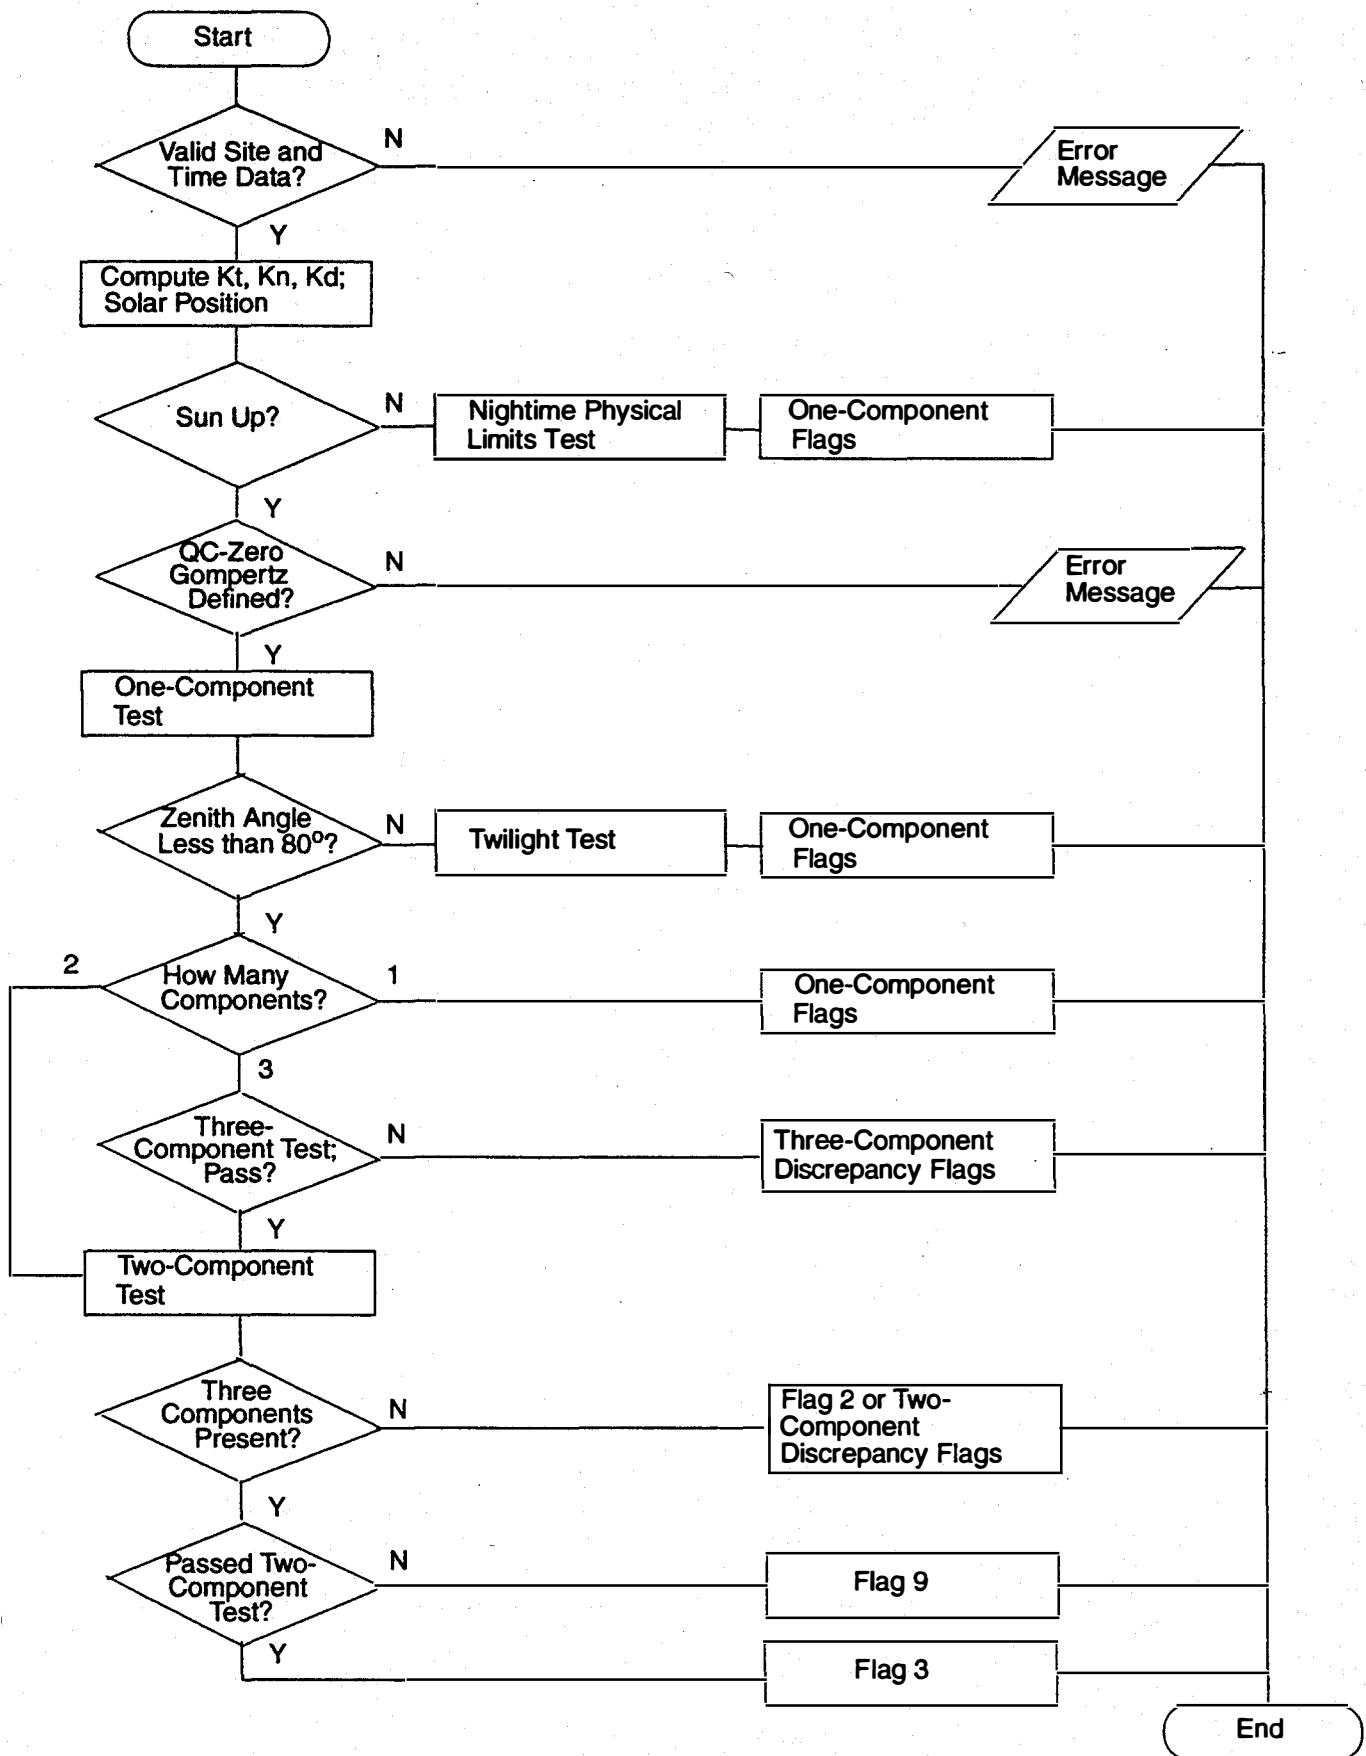 Start
Valid Site and
Time Data?
N
Error
Message
Y
Compute Kt, Kn, Kd;
Solar Position
Sun Up?
N
Nightime Physical
Limits Test
One-Component
Flags
Y
QC-Zero
Gompertz
Defined?
N
Error
Message
Y
One-Component
Test
Zenith Angle
Less than 80°?
N
Twilight Test
One-Component
Flags
Y
2
How Many
Components?
1
One-Component
Flags
3
Three-
Component Test;
Pass?
N
Three-Component
Discrepancy Flags
Y
Two-Component
Test
Three
Components
Present?
N
Flag 2 or Two-
Component
Discrepancy Flags
Y
Passed Two-
Component
Test?
N
Flag 9
Y
Flag 3
End